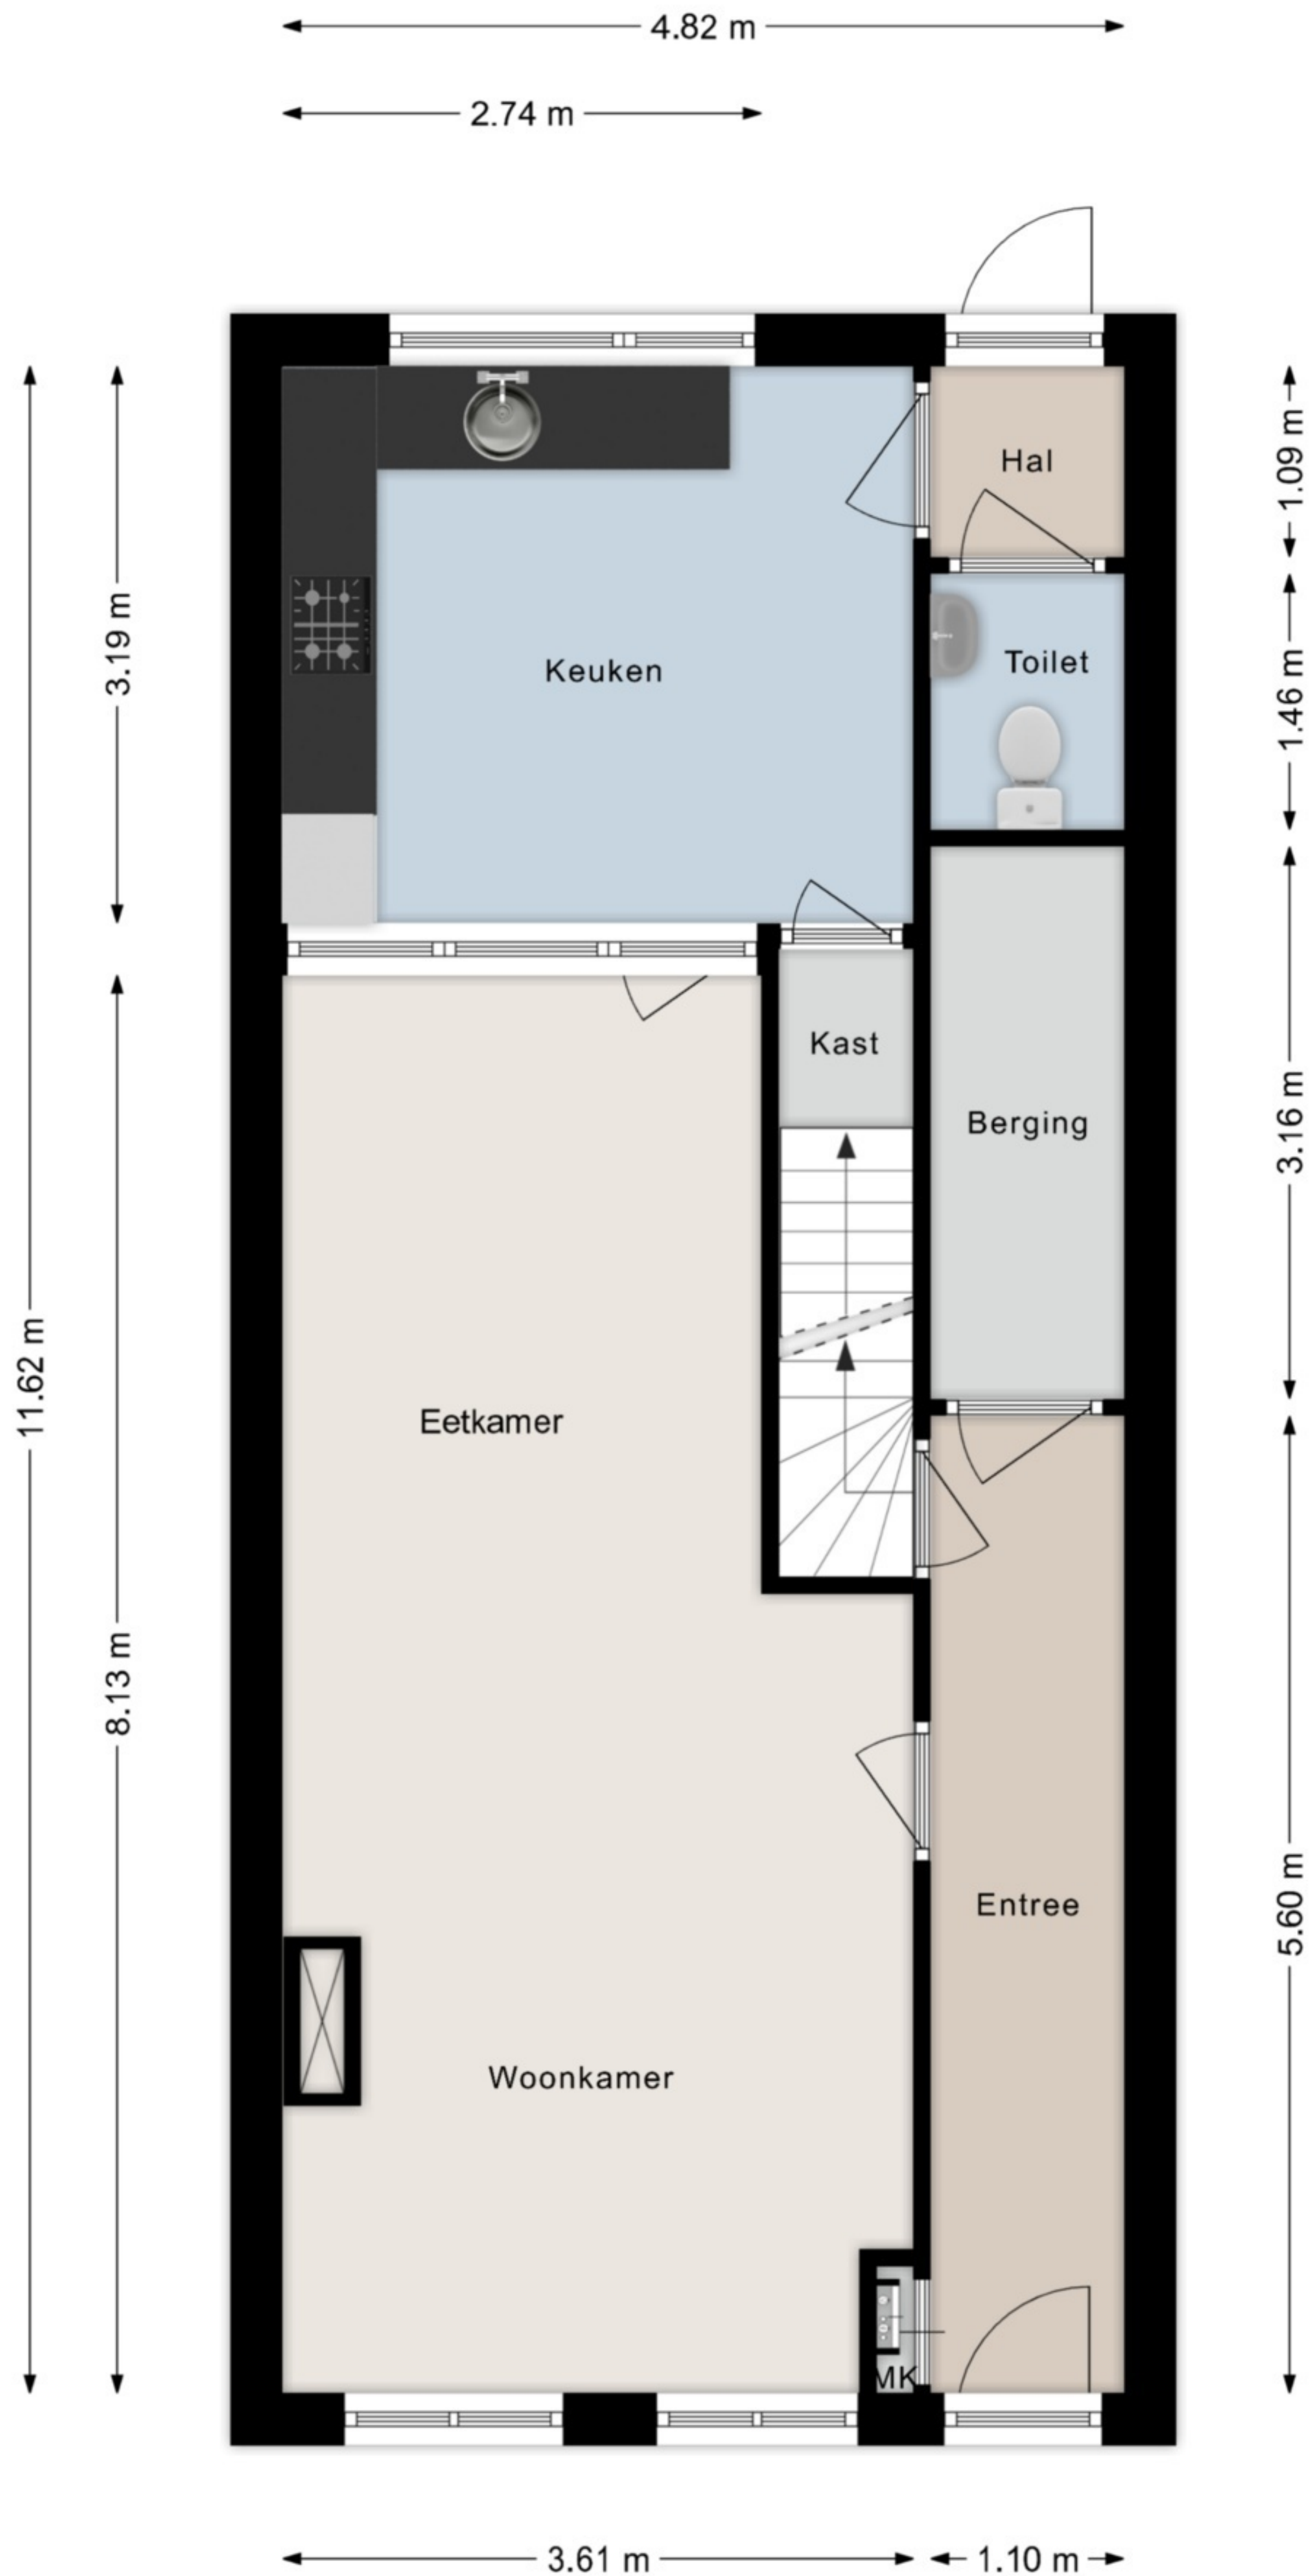 4.82 m
2.74 m
Hal
1.09 m
3.19 m
Keuken
Toilet
1.46 m
Kast
Berging
3.16 m
11.62 m
Eetkamer
8.13 m
Entree
5.60 m
Woonkamer
MK
3.61 m
1.10 m